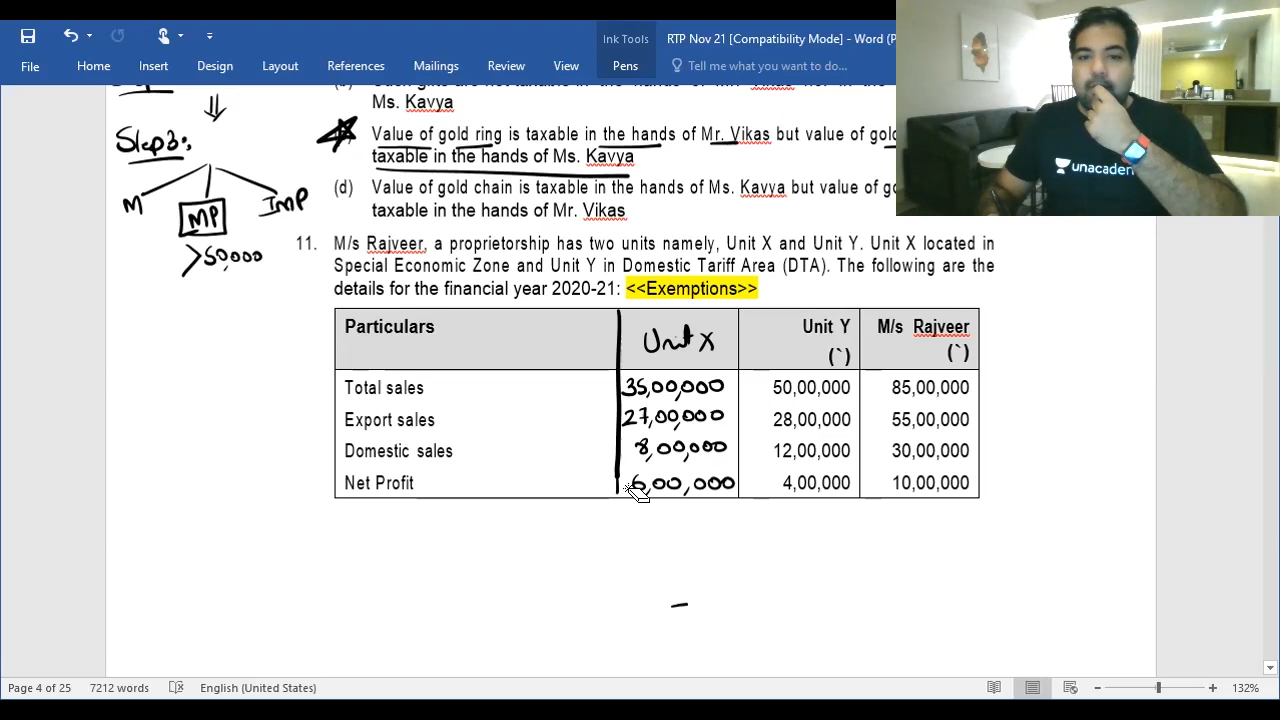 Ink Tools
RTP Nov 21 [Compatibility Mode] - Word (P
File Home Insert Design Layout References Mailings Review View Pens Tell me what you want to do...
Ms. Kavya
Step3:
M MP IMP
>50,000
Value of gold ring is taxable in the hands of Mr. Vikas but value of gol
taxable in the hands of Ms. Kavya
(d) Value of gold chain is taxable in the hands of Ms. Kavya but value of go
taxable in the hands of Mr. Vikas
unacadem
11. M/s Rajveer, a proprietorship has two units namely, Unit X and Unit Y. Unit X located in
Special Economic Zone and Unit Y in Domestic Tariff Area (DTA). The following are the
details for the financial year 2020-21: <<Exemptions>>
Particulars Unit X Unit Y M/s Rajveer
(`) (`)
Total sales 35,00,000 50,00,000 85,00,000
Export sales 27,00,000 28,00,000 55,00,000
Domestic sales 8,00,000 12,00,000 30,00,000
Net Profit 6,00,000 4,00,000 10,00,000
Page 4 of 25 7212 words English (United States) 132%